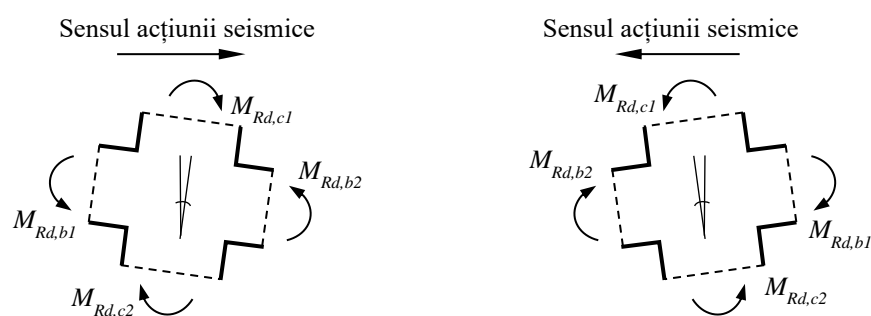 Sensul acțiunii seismice
M_{Rd,c1}
M_{Rd,b2}
M_{Rd,b1}
M_{Rd,c2}
Sensul acțiunii seismice
M_{Rd,c1}
M_{Rd,b2}
M_{Rd,b1}
M_{Rd,c2}